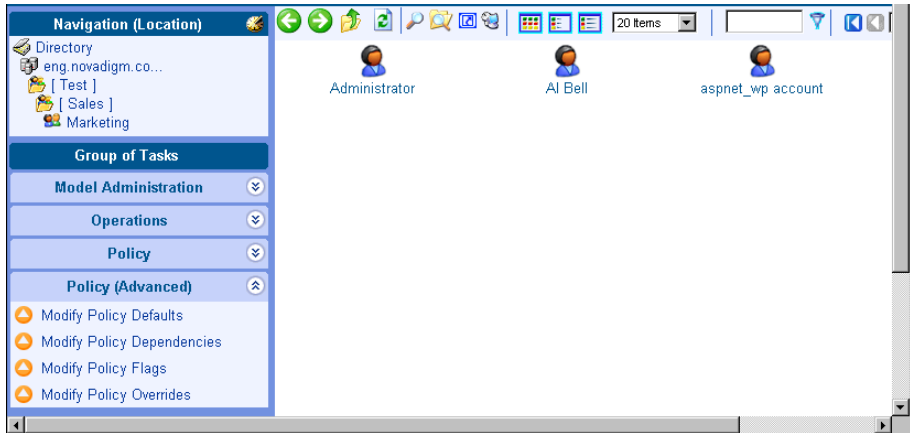 Navigation (Location)
Directory
eng.novadigm.co...
[ Test ]
[ Sales ]
Marketing
Group of Tasks
Model Administration
Operations
Policy
Policy (Advanced)
Modify Policy Defaults
Modify Policy Dependencies
Modify Policy Flags
Modify Policy Overrides
20 Items
Administrator
Al Bell
aspnet_wp account